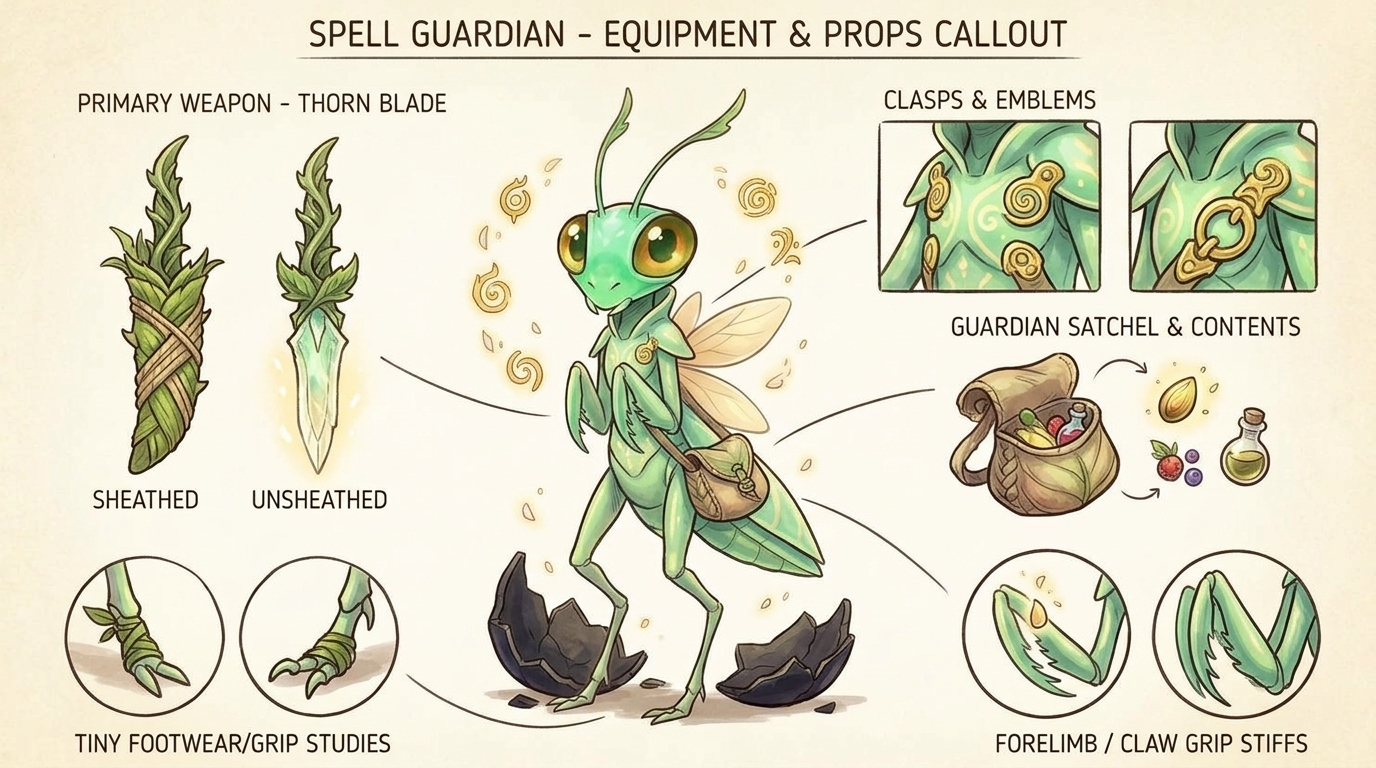 SPELL GUARDIAN - EQUIPMENT & PROPS CALLOUT
PRIMARY WEAPON - THORN BLADE
SHEATHED
UNSHEATHED
CLASPS & EMBLEMS
GUARDIAN SATCHEL & CONTENTS
TINY FOOTWEAR/GRIP STUDIES
FORELIMB / CLAW GRIP STIFFS